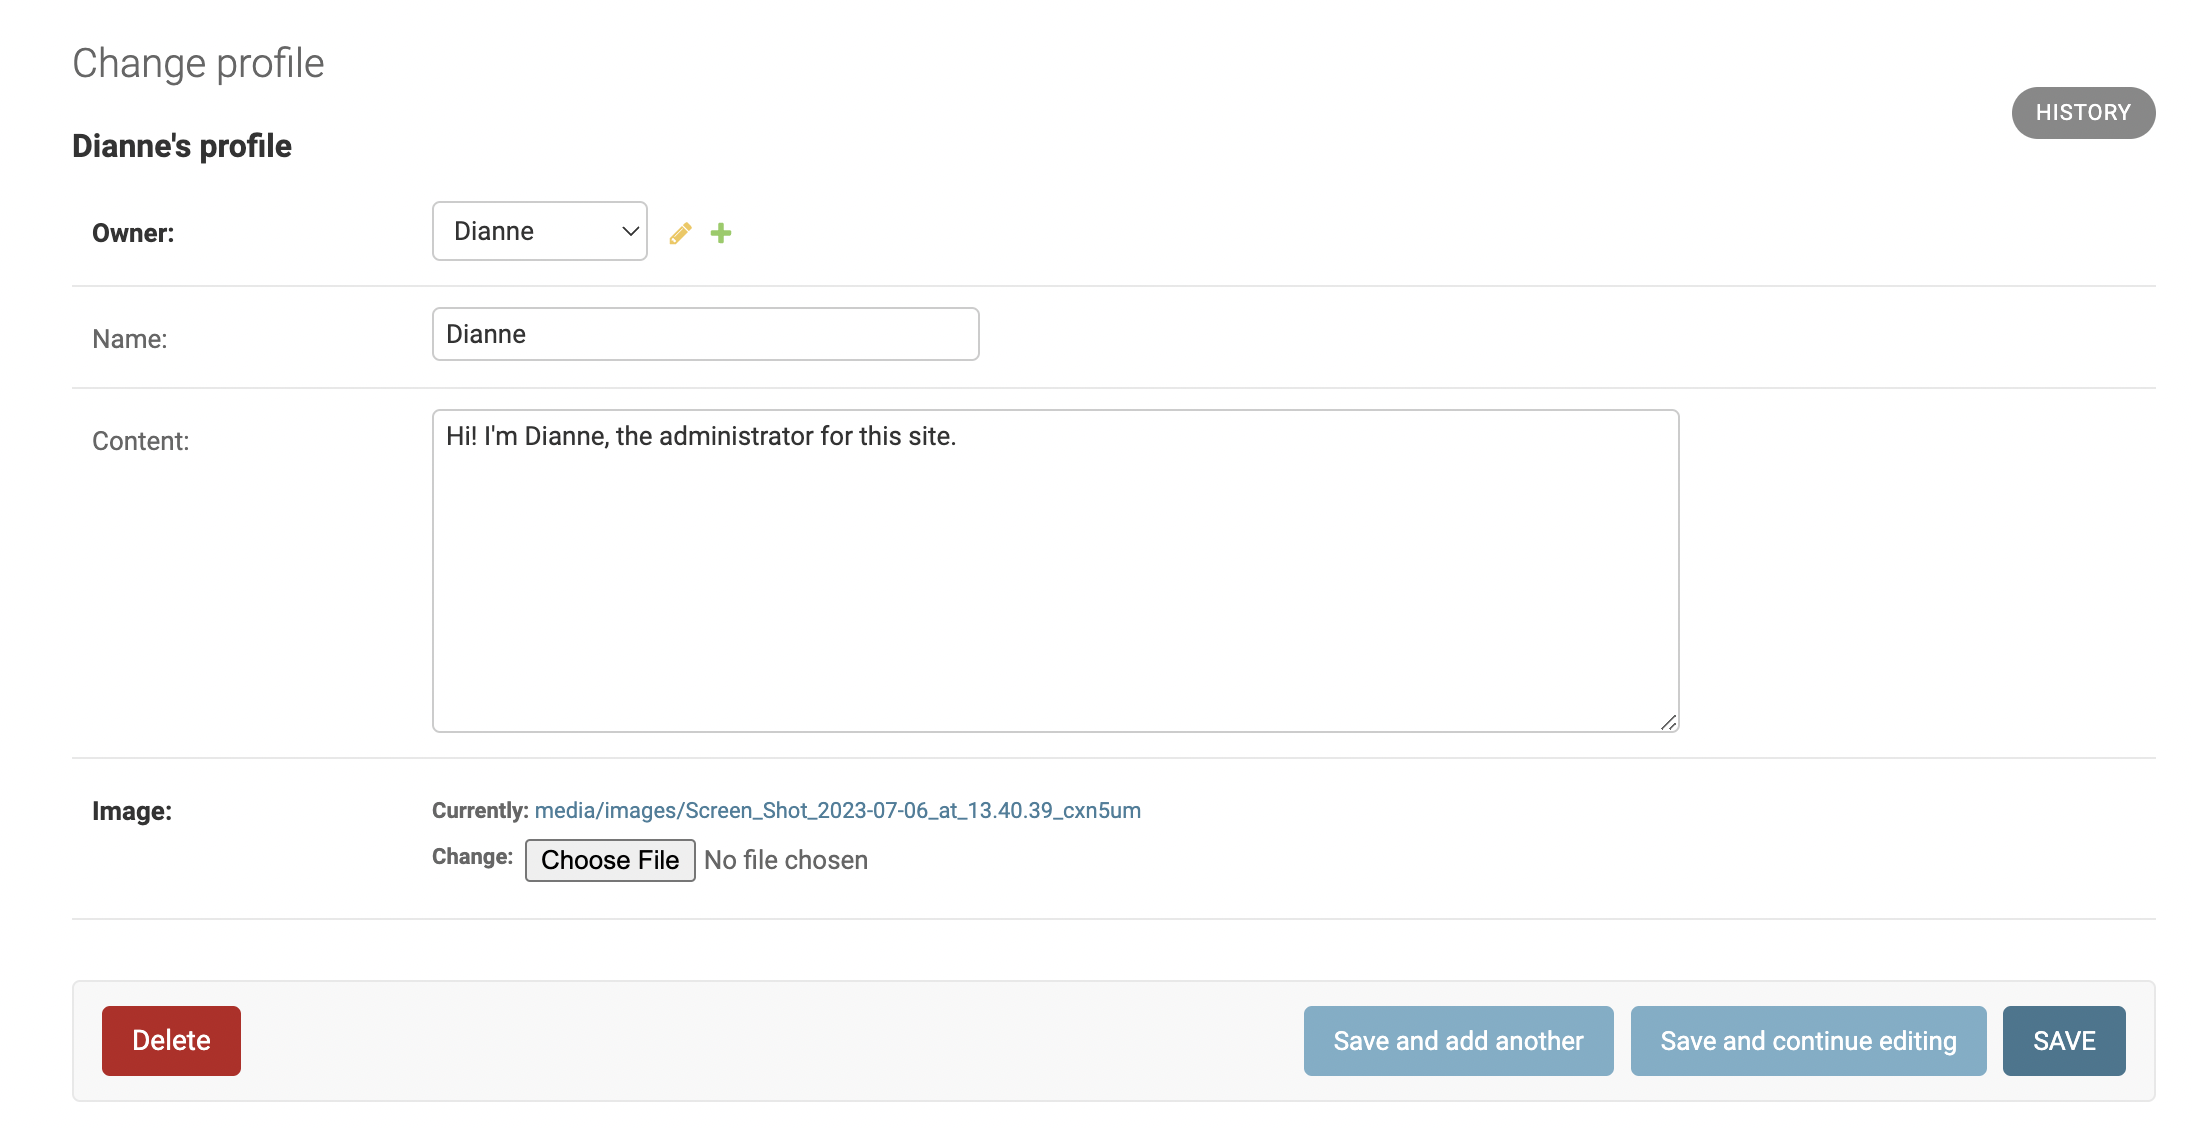 Change profile
HISTORY
Dianne's profile
Owner: Dianne
Name: Dianne
Content: Hi! I'm Dianne, the administrator for this site.
Image: Currently: media/images/Screen_Shot_2023-07-06_at_13.40.39_cxn5um
Change: Choose File No file chosen
Delete Save and add another Save and continue editing SAVE